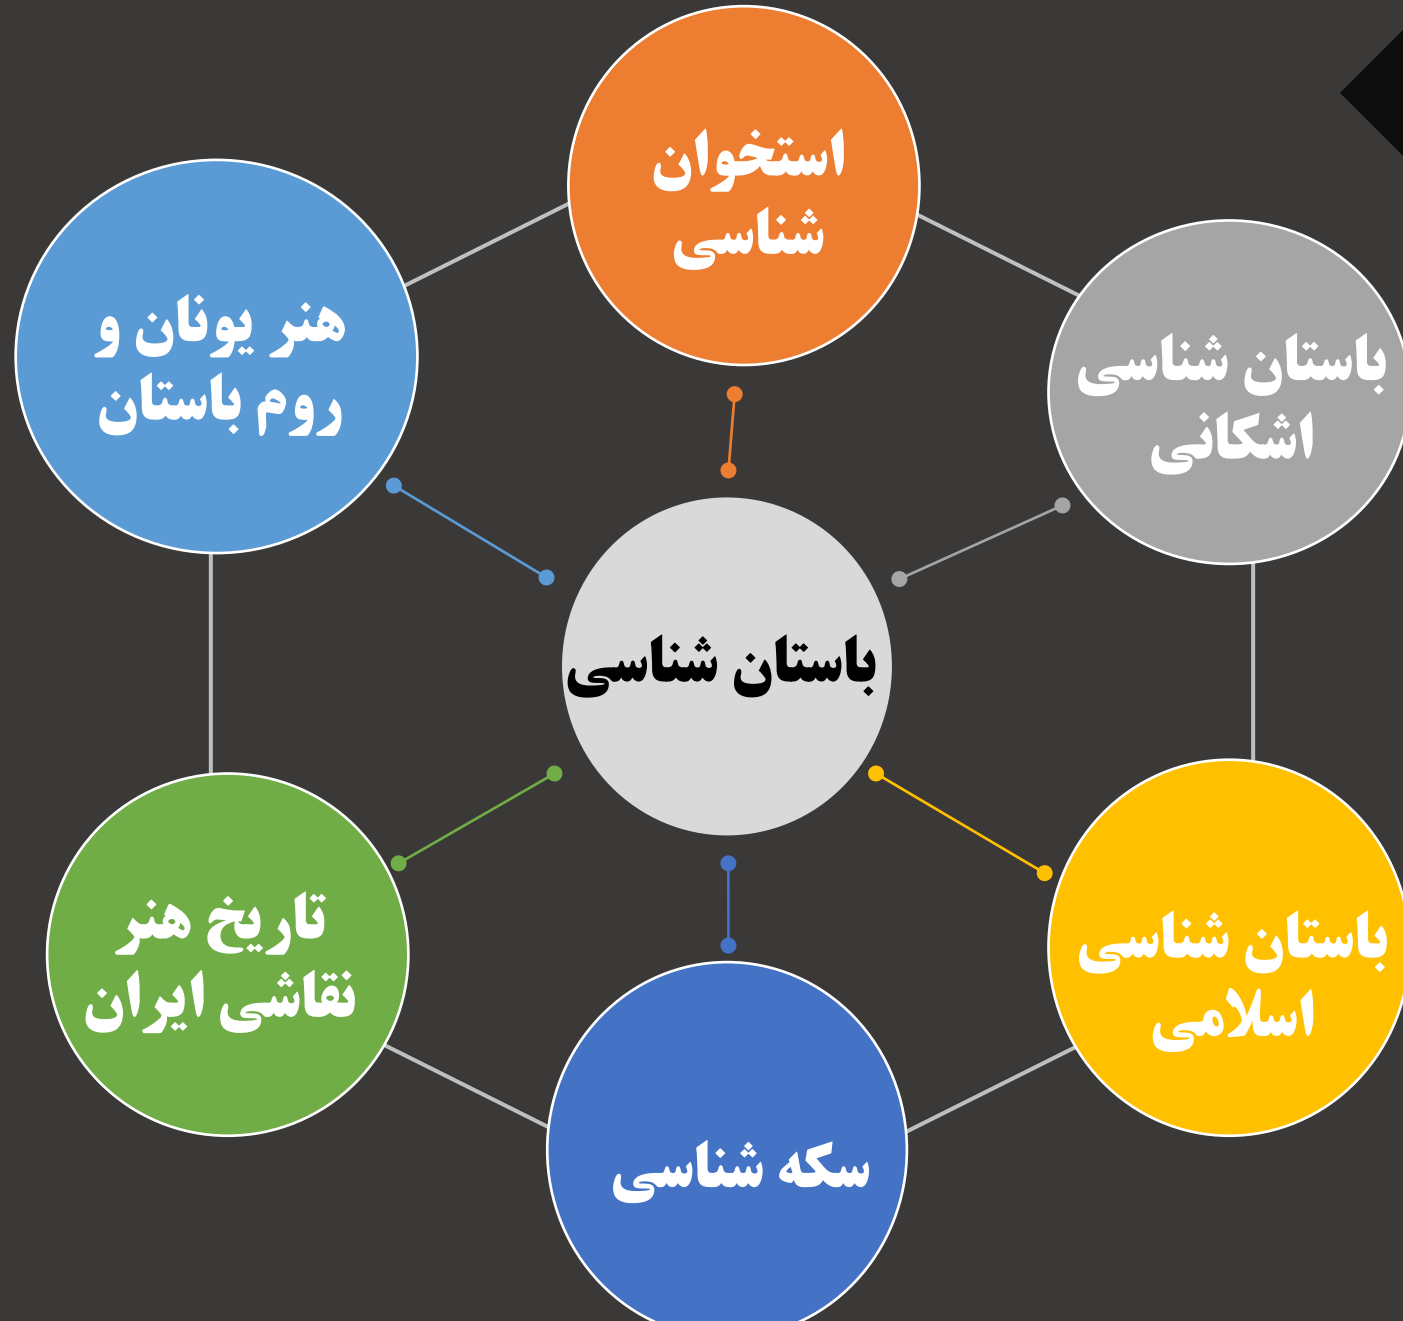 استخوان
شناسی
هنر یونان و
روم باستان
باستان شناسی
اشکانی
باستان شناسی
تاریخ هنر
نقاشی ایران
باستان شناسی
اسلامی
سکه شناسی